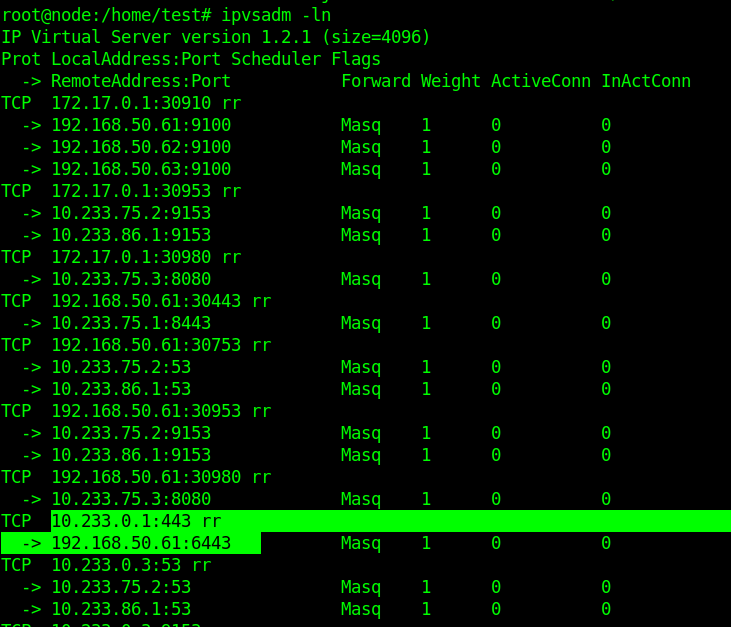 root@node:/home/test# ipvsadm -ln
IP Virtual Server version 1.2.1 (size=4096)
Prot LocalAddress:Port Scheduler Flags
  -> RemoteAddress:Port           Forward Weight ActiveConn InActConn
TCP  172.17.0.1:30910 rr
  -> 192.168.50.61:9100           Masq    1      0          0
  -> 192.168.50.62:9100           Masq    1      0          0
  -> 192.168.50.63:9100           Masq    1      0          0
TCP  172.17.0.1:30953 rr
  -> 10.233.75.2:9153             Masq    1      0          0
  -> 10.233.86.1:9153             Masq    1      0          0
TCP  172.17.0.1:30980 rr
  -> 10.233.75.3:8080             Masq    1      0          0
TCP  192.168.50.61:30443 rr
  -> 10.233.75.1:8443             Masq    1      0          0
TCP  192.168.50.61:30753 rr
  -> 10.233.75.2:53               Masq    1      0          0
  -> 10.233.86.1:53               Masq    1      0          0
TCP  192.168.50.61:30953 rr
  -> 10.233.75.2:9153             Masq    1      0          0
  -> 10.233.86.1:9153             Masq    1      0          0
TCP  192.168.50.61:30980 rr
  -> 10.233.75.3:8080             Masq    1      0          0
TCP  10.233.0.1:443 rr
  -> 192.168.50.61:6443           Masq    1      0          0
TCP  10.233.0.3:53 rr
  -> 10.233.75.2:53               Masq    1      0          0
  -> 10.233.86.1:53               Masq    1      0          0